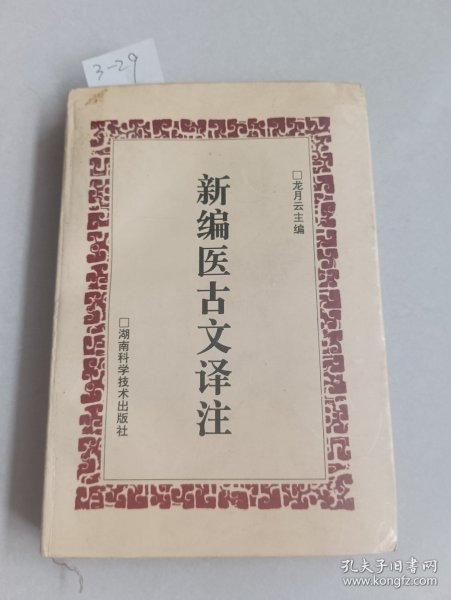 3-29
□龙月云主编
新编医古文译注
□湖南科学技术出版社
孔夫子旧书网
www.kongfz.com